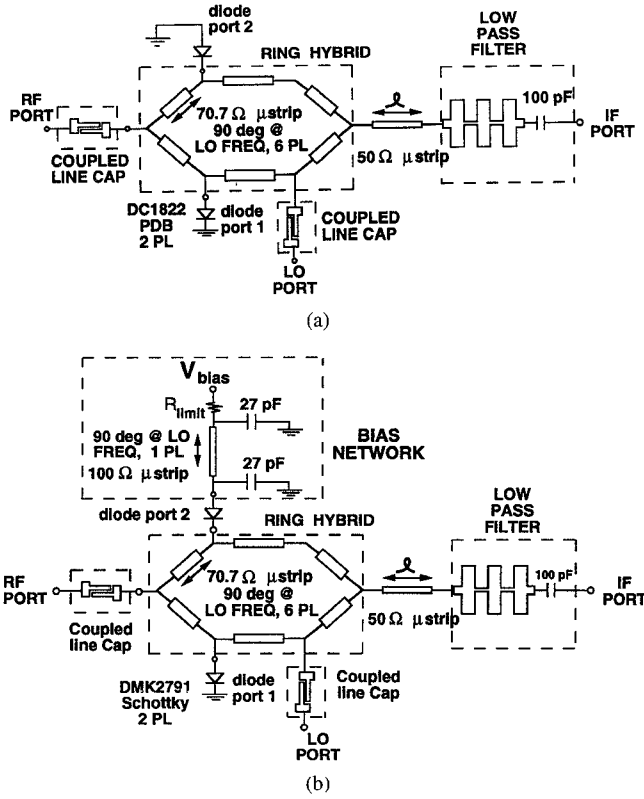 diode
port 2
RING HYBRID
LOW
PASS
FILTER
RF
PORT
70.7 Ω μstrip
90 deg @
LO FREQ, 6 PL
ℓ
100 pF
IF
PORT
COUPLED
LINE CAP
50 Ω μstrip
DC1822
PDB
2 PL
diode
port 1
COUPLED
LINE CAP
LO
PORT
(a)
Vbias
Rlimit
27 pF
90 deg @ LO
FREQ, 1 PL
100 Ω μstrip
27 pF
BIAS
NETWORK
diode port 2
RING HYBRID
LOW
PASS
FILTER
RF
PORT
70.7 Ω μstrip
90 deg @
LO FREQ, 6 PL
ℓ
100 pF
IF
PORT
Coupled
line Cap
50 Ω μstrip
DMK2791
Schottky
2 PL
diode
port 1
Coupled
line Cap
LO
PORT
(b)